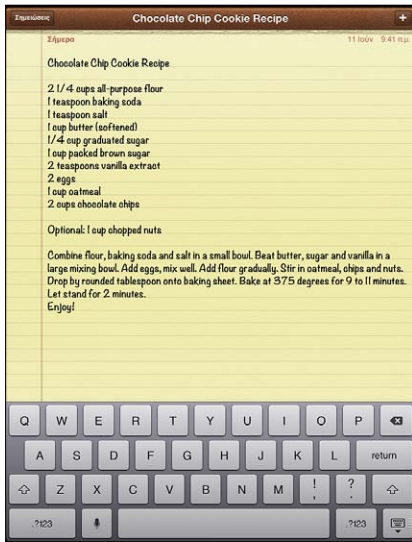 Σημειώσεις
Chocolate Chip Cookie Recipe
+
Σήμερα
11 Ιούν 9:41 π.μ.
Chocolate Chip Cookie Recipe
2 1/4 cups all-purpose flour
1 teaspoon baking soda
1 teaspoon salt
1 cup butter (softened)
1/4 cup graduated sugar
1 cup packed brown sugar
2 teaspoons vanilla extract
2 eggs
1 cup oatmeal
2 cups chocolate chips
Optional: 1 cup chopped nuts
Combine flour, baking soda and salt in a small bowl. Beat butter, sugar and vanilla in a
large mixing bowl. Add eggs, mix well. Add flour gradually. Stir in oatmeal, chips and nuts.
Drop by rounded tablespoon onto baking sheet. Bake at 375 degrees for 9 to 11 minutes.
Let stand for 2 minutes.
Enjoy!
Q W E R T Y U I O P
A S D F G H J K L return
Z X C V B N M ! , ? .
.?123 .?123